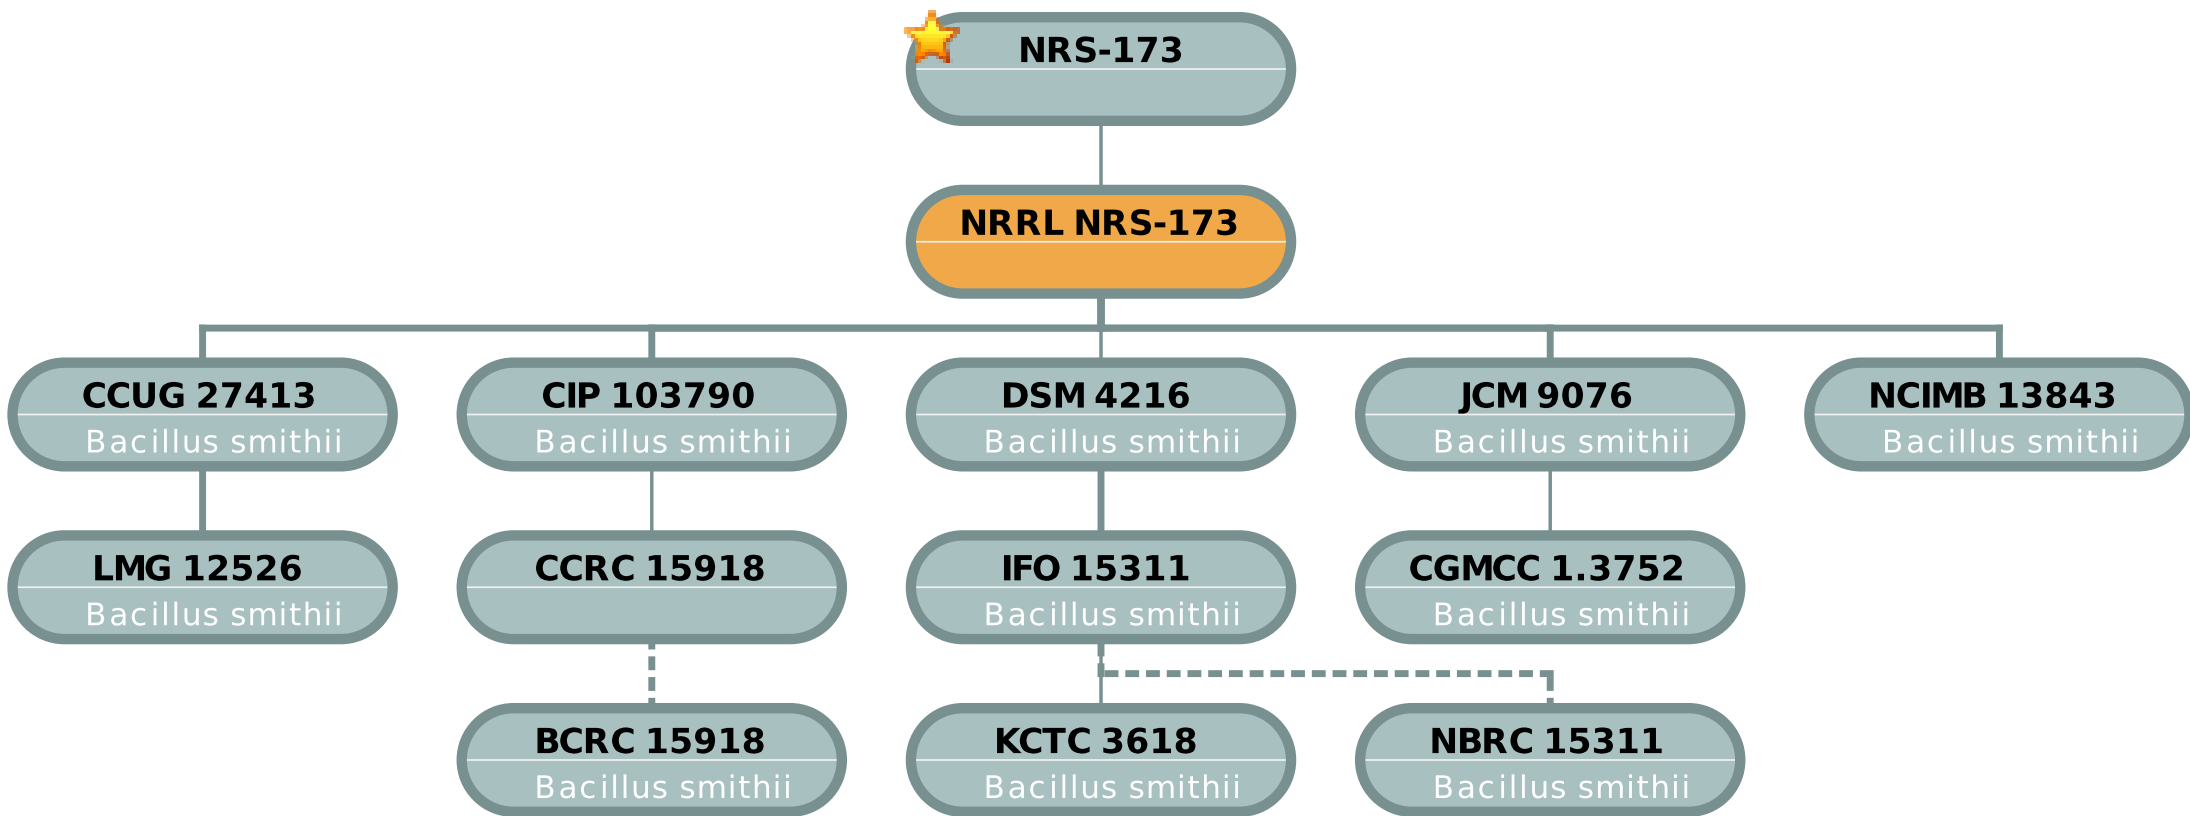 NRS-173
NRRL NRS-173
CCUG 27413
Bacillus smithii
CIP 103790
Bacillus smithii
DSM 4216
Bacillus smithii
JCM 9076
Bacillus smithii
NCIMB 13843
Bacillus smithii
LMG 12526
Bacillus smithii
CCRC 15918
IFO 15311
Bacillus smithii
CGMCC 1.3752
Bacillus smithii
BCRC 15918
Bacillus smithii
KCTC 3618
Bacillus smithii
NBRC 15311
Bacillus smithii